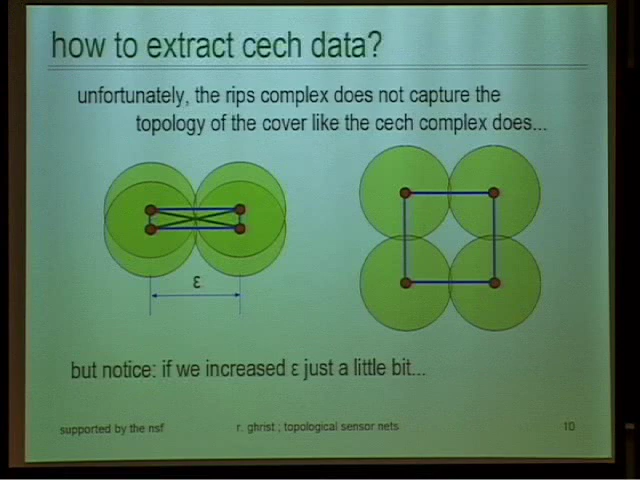 how to extract cech data?
unfortunately, the rips complex does not capture the
topology of the cover like the cech complex does...
ε
but notice: if we increased ε just a little bit...
supported by the nsf
r. ghrist ; topological sensor nets
10